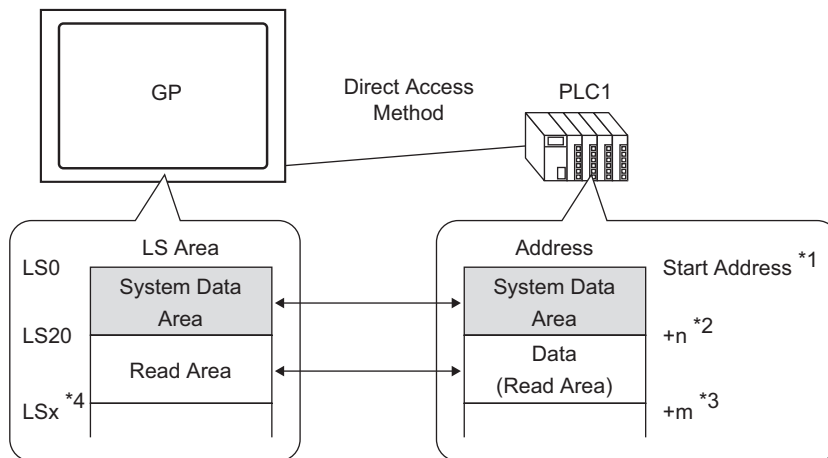 GP
Direct Access
Method
PLC1
LS Area
LS0
System Data
Area
LS20
Read Area
LSx *4
Address
Start Address *1
System Data
Area
+n *2
Data
(Read Area)
+m *3